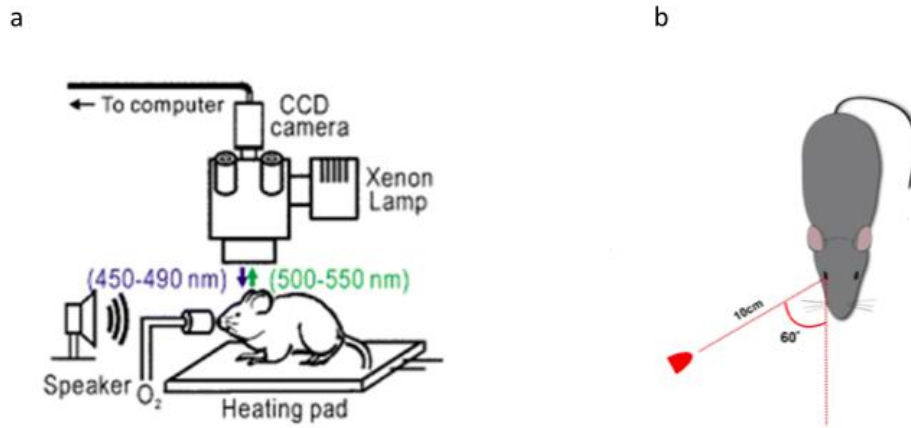 a
b
← To computer
CCD
camera
Xenon
Lamp
(450-490 nm)
(500-550 nm)
Speaker
O₂
Heating pad
10cm
60°